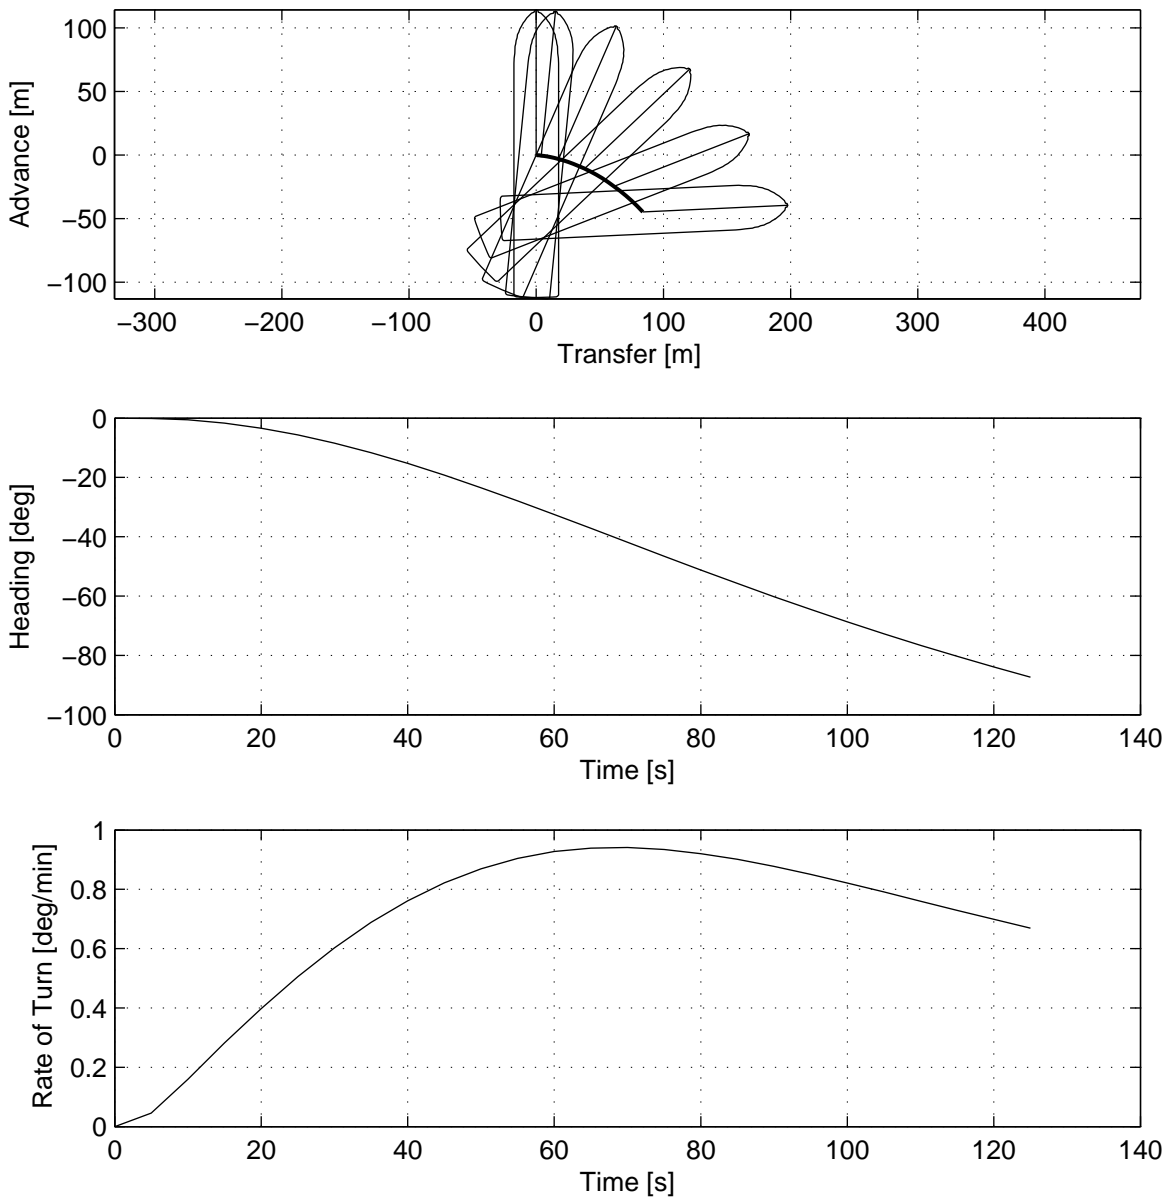 100
50
0
−50
−100
Advance [m]
−300 −200 −100 0 100 200 300 400
Transfer [m]
0
−20
−40
−60
−80
−100
Heading [deg]
0 20 40 60 80 100 120 140
Time [s]
1
0.8
0.6
0.4
0.2
0
Rate of Turn [deg/min]
0 20 40 60 80 100 120 140
Time [s]